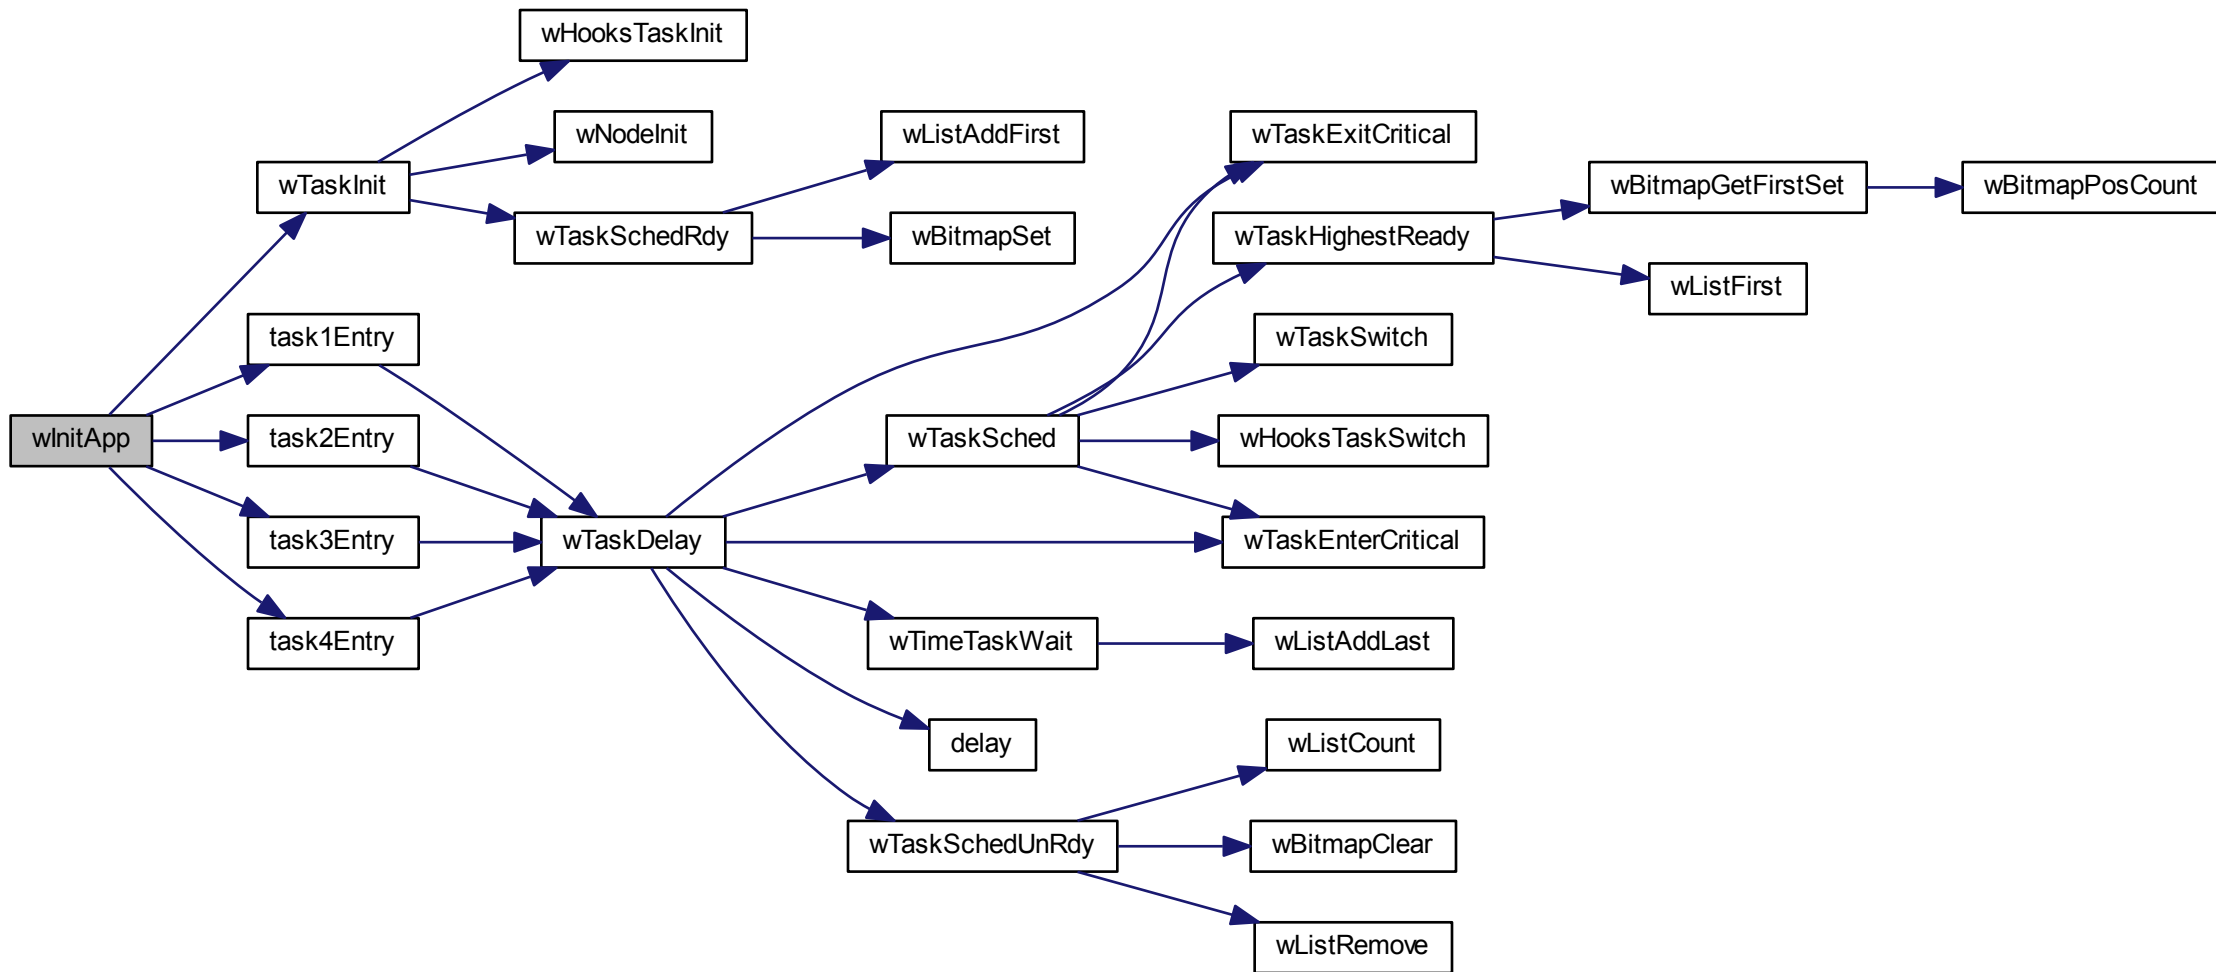 wHooksTaskInit
wNodeInit
wListAddFirst
wTaskExitCritical
wTaskInit
wBitmapGetFirstSet
wBitmapPosCount
wTaskSchedRdy
wBitmapSet
wTaskHighestReady
wListFirst
task1Entry
wTaskSwitch
wInitApp
task2Entry
wTaskSched
wHooksTaskSwitch
task3Entry
wTaskDelay
wTaskEnterCritical
task4Entry
wTimeTaskWait
wListAddLast
delay
wListCount
wTaskSchedUnRdy
wBitmapClear
wListRemove